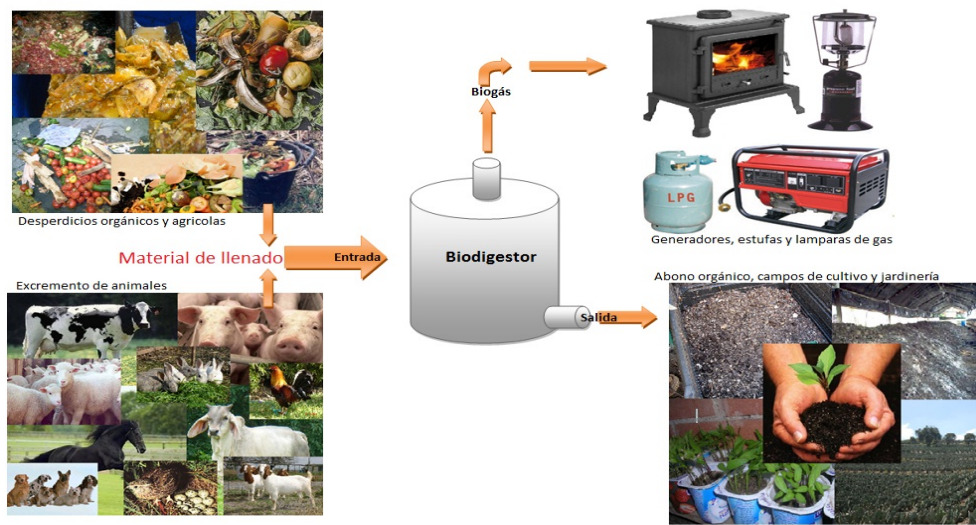 Biogás
LPG
Desperdicios orgánicos y agricolas
Generadores, estufas y lamparas de gas
Material de llenado
Entrada
Biodigestor
Excremento de animales
Abono orgánico, campos de cultivo y jardinería
Salida